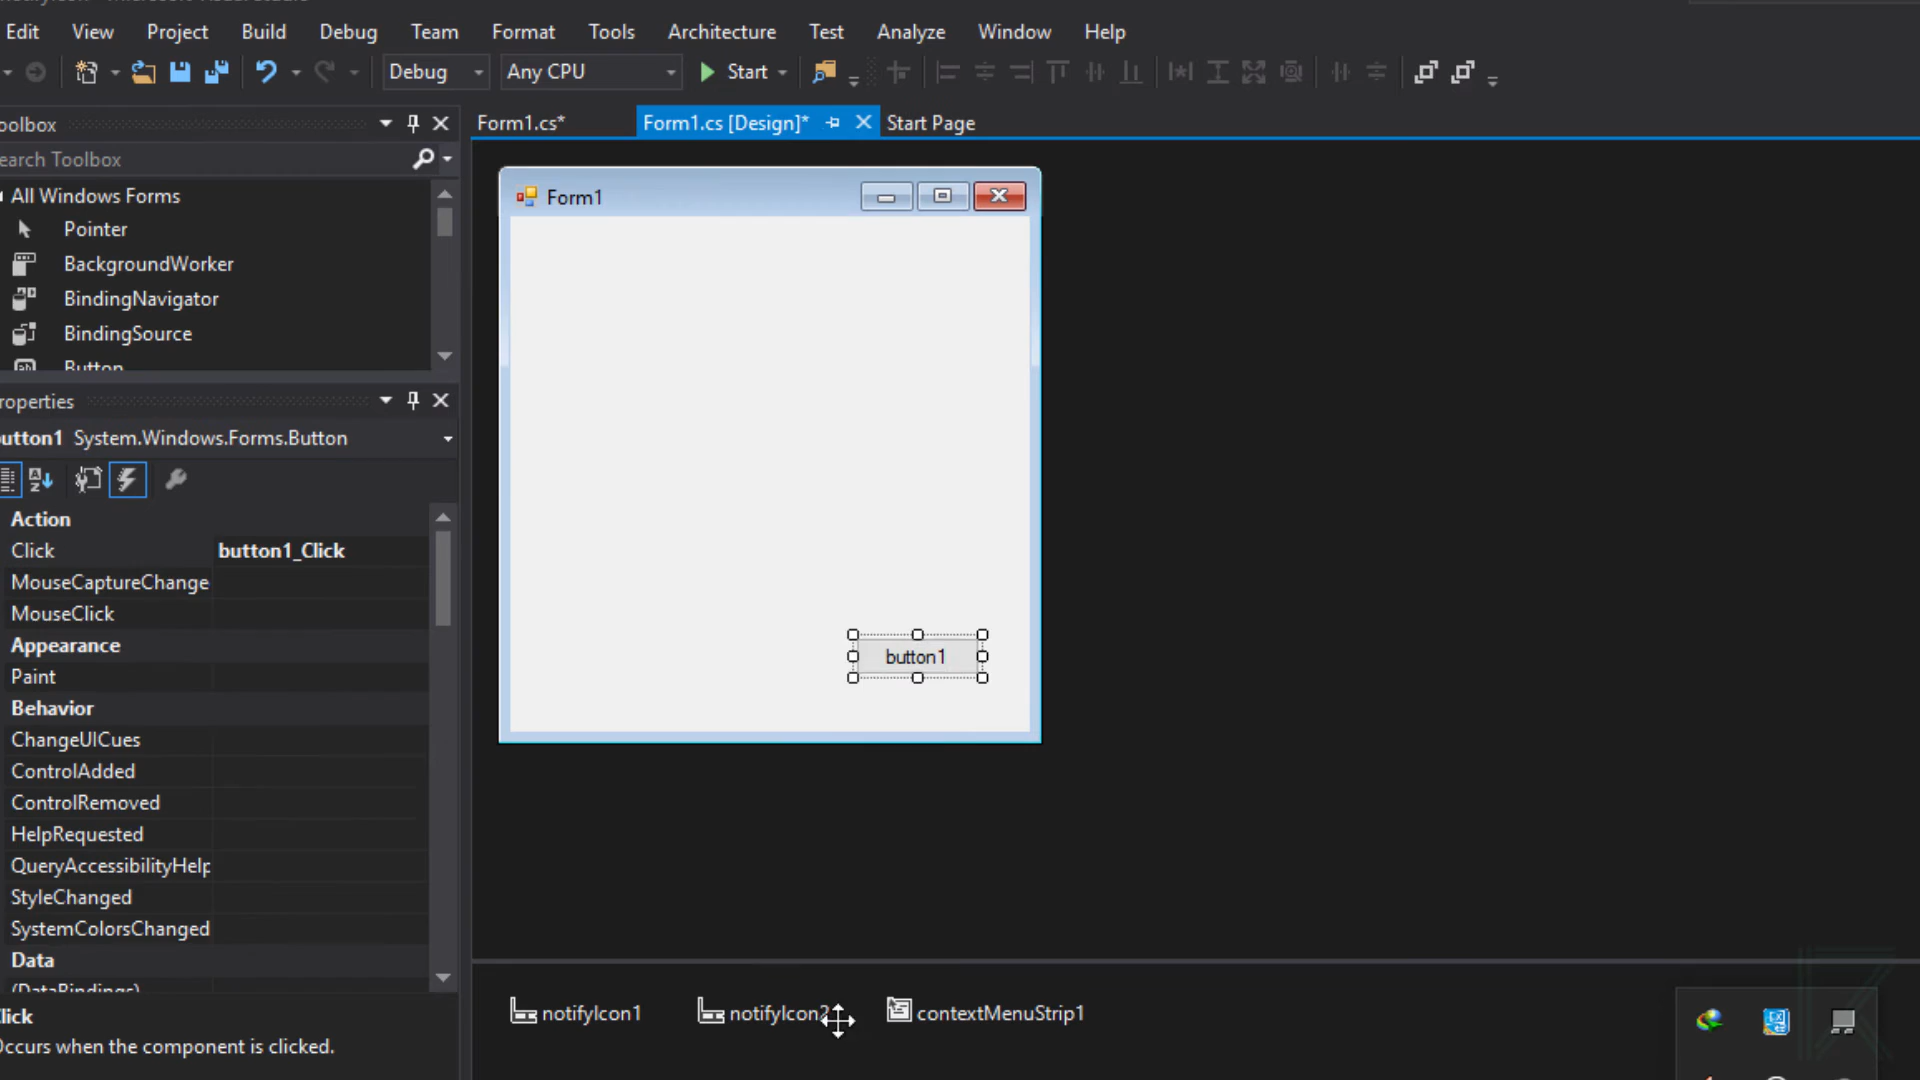 Edit View Project Build Debug Team Format Tools Architecture Test Analyze Window Help
Debug Any CPU Start
oolbox
Form1.cs* Form1.cs [Design]* Start Page
earch Toolbox
All Windows Forms
Pointer
BackgroundWorker
BindingNavigator
BindingSource
Button
Form1
button1
roperties
utton1 System.Windows.Forms.Button
Action
Click button1_Click
MouseCaptureChange
MouseClick
Appearance
Paint
Behavior
ChangeUICues
ControlAdded
ControlRemoved
HelpRequested
QueryAccessibilityHelp
StyleChanged
SystemColorsChanged
Data
(DataBindings)
lick
Occurs when the component is clicked.
notifyIcon1 notifyIcon2 contextMenuStrip1